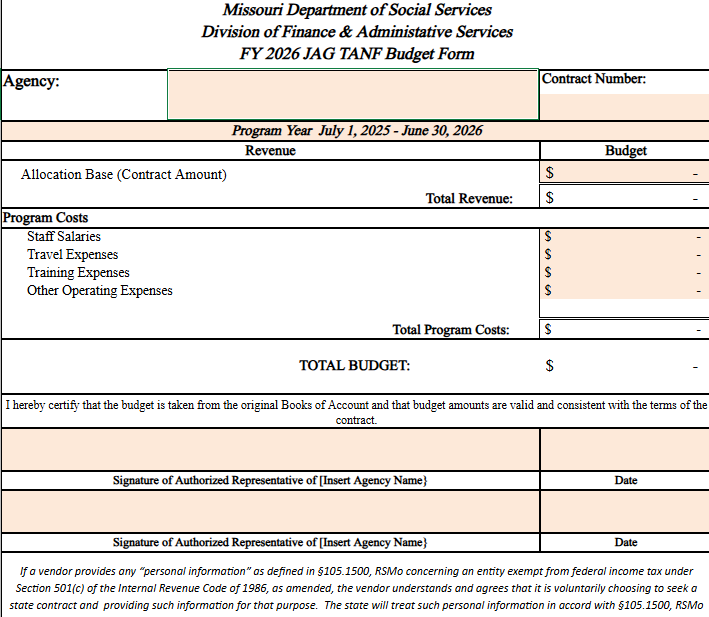 Missouri Department of Social Services
Division of Finance & Administative Services
FY 2026 JAG TANF Budget Form
Agency:
Contract Number:
Program Year July 1, 2025 - June 30, 2026
Revenue Budget
Allocation Base (Contract Amount) $ -
Total Revenue: $ -
Program Costs
Staff Salaries $ -
Travel Expenses $ -
Training Expenses $ -
Other Operating Expenses $ -
Total Program Costs: $ -
TOTAL BUDGET: $ -
I hereby certify that the budget is taken from the original Books of Account and that budget amounts are valid and consistent with the terms of the
contract.
Signature of Authorized Representative of [Insert Agency Name} Date
Signature of Authorized Representative of [Insert Agency Name} Date
If a vendor provides any “personal information” as defined in §105.1500, RSMo concerning an entity exempt from federal income tax under
Section 501(c) of the Internal Revenue Code of 1986, as amended, the vendor understands and agrees that it is voluntarily choosing to seek a
state contract and providing such information for that purpose. The state will treat such personal information in accord with §105.1500, RSMo